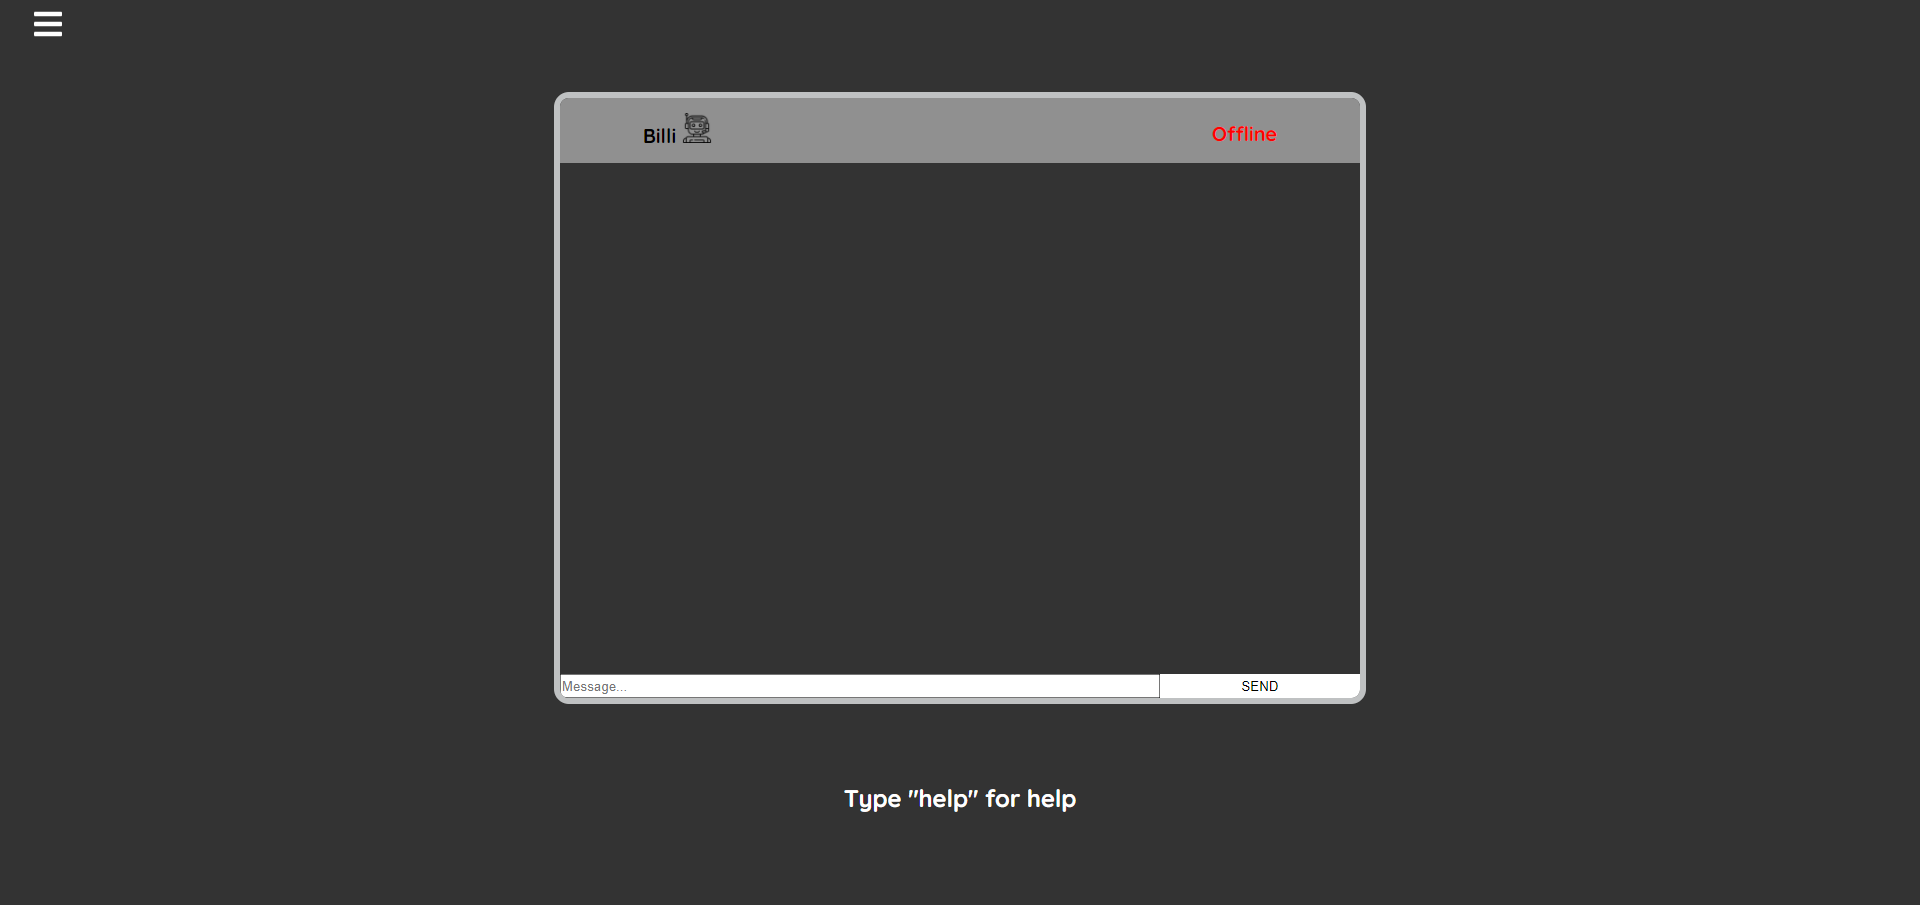 Billi
Offline
Message...
SEND
Type "help" for help